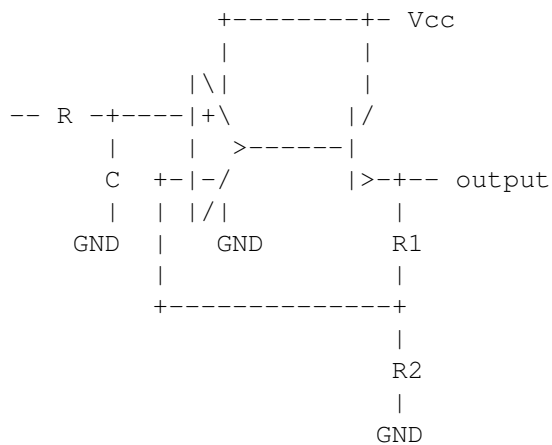 +--------+- Vcc
|        |
|\|        |
-- R -+----|+\       |/
|    |  >------|
C  +-|-/       |>-+-- output
|  | |/|          |
GND  |   GND        R1
|              |
+--------------+
|
R2
|
GND